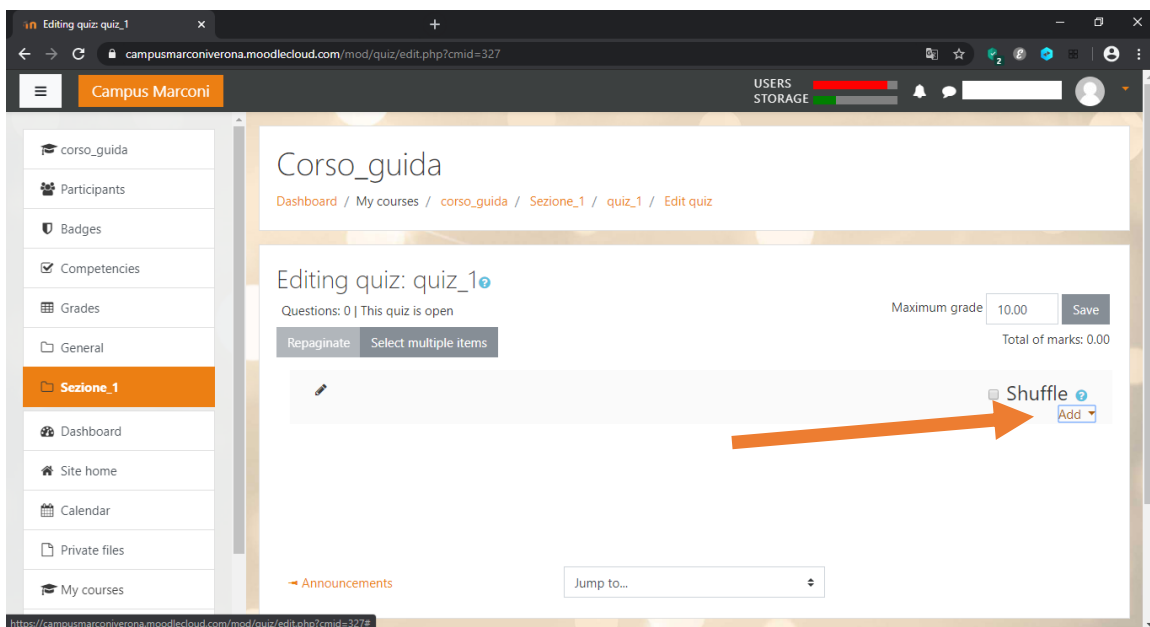 Editing quiz: quiz_1
campusmarconiverona.moodlecloud.com/mod/quiz/edit.php?cmid=327
2
Campus Marconi
USERS
STORAGE
corso_guida
Participants
Badges
Competencies
Grades
General
Sezione_1
Dashboard
Site home
Calendar
Private files
My courses
Corso_guida
Dashboard / My courses / corso_guida / Sezione_1 / quiz_1 / Edit quiz
Editing quiz: quiz_1
Questions: 0 | This quiz is open
Maximum grade 10.00 Save
Repaginate Select multiple items
Total of marks: 0.00
Shuffle
Add
Announcements
Jump to...
https://campusmarconiverona.moodlecloud.com/mod/quiz/edit.php?cmid=327#